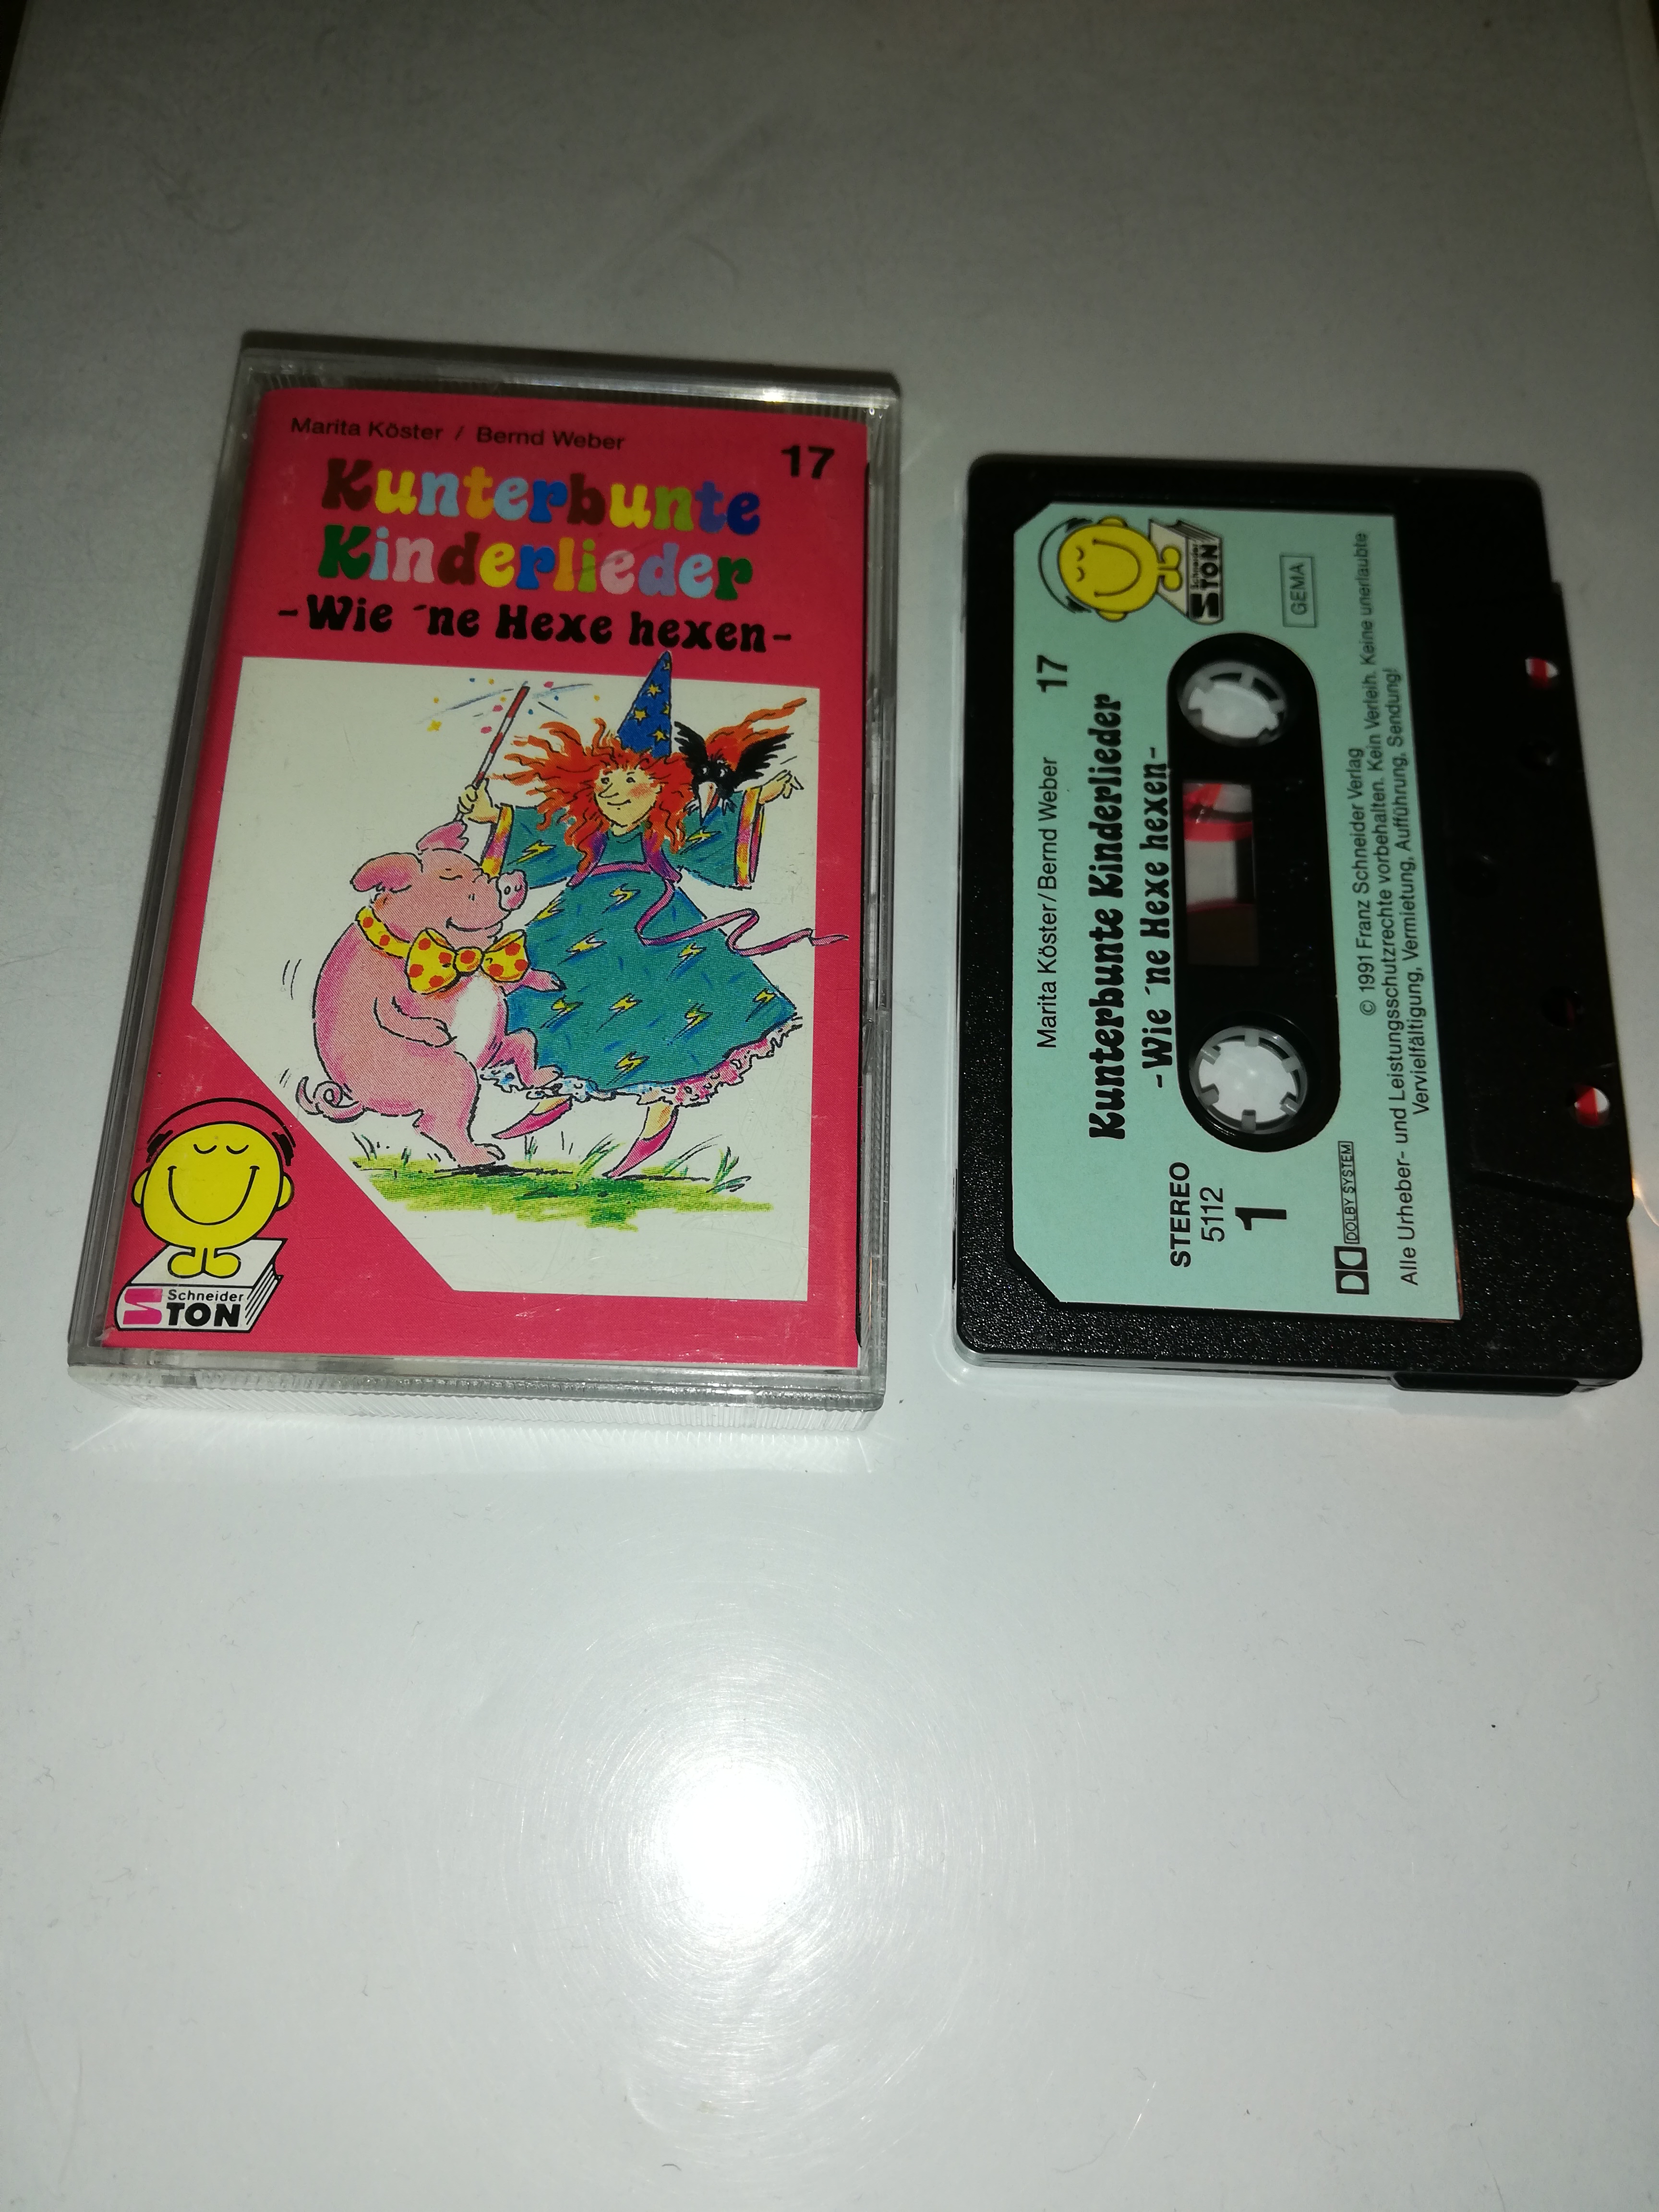 Marita Köster / Bernd Weber
17
Kunterbunte
Kinderlieder
-Wie ´ne Hexe hexen-
Schneider
TON
Marita Köster/Bernd Weber 17
Kunterbunte Kinderlieder
-Wie ´ne Hexe hexen-
Schneider
TON
STEREO
5112
1
GEMA
DOLBY SYSTEM
© 1991 Franz Schneider Verlag
Alle Urheber- und Leistungsschutzrechte vorbehalten. Kein Verleih. Keine unerlaubte
Vervielfältigung, Vermietung, Aufführung, Sendung!